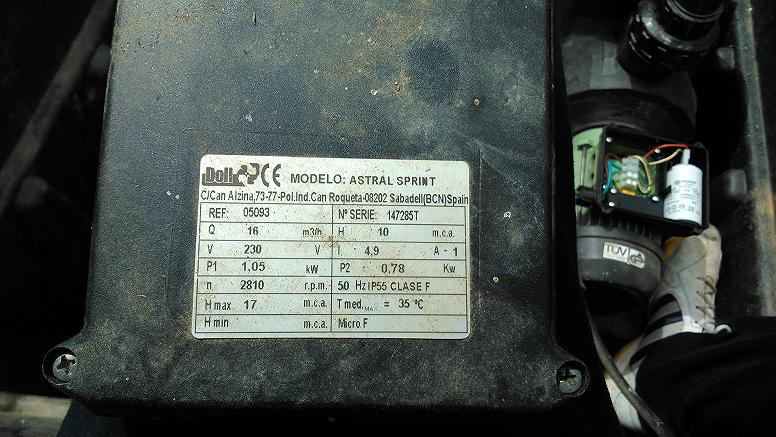 CE MODELO: ASTRAL SPRINT
C/Can Alzina,73-77-Pol.Ind.Can Roqueta-08202 Sabadell(BCN)Spain
REF: 05093 Nº SERIE: 147285T
Q 16 m3/h H 10 m.c.a.
V 230 V I 4,9 A - 1
P1 1,05 kW P2 0,78 Kw
n 2810 r.p.m. 50 Hz IP55 CLASE F
H max 17 m.c.a. T med. MAX = 35 ºC
H min m.c.a. Micro F
TÜV